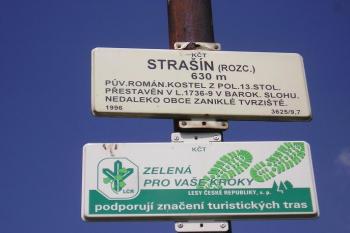 KČT
STRAŠÍN (ROZC.)
630 m
PŮV.ROMÁN.KOSTEL Z POL.13.STOL.
PŘESTAVĚN V L.1736-9 V BAROK. SLOHU.
NEDALEKO OBCE ZANIKLÉ TVRZIŠTĚ.
1996 3625/9,7
KČT
ZELENÁ
PRO VAŠE KROKY
LESY ČESKÉ REPUBLIKY, s. p.
LČR
podporují značení turistických tras